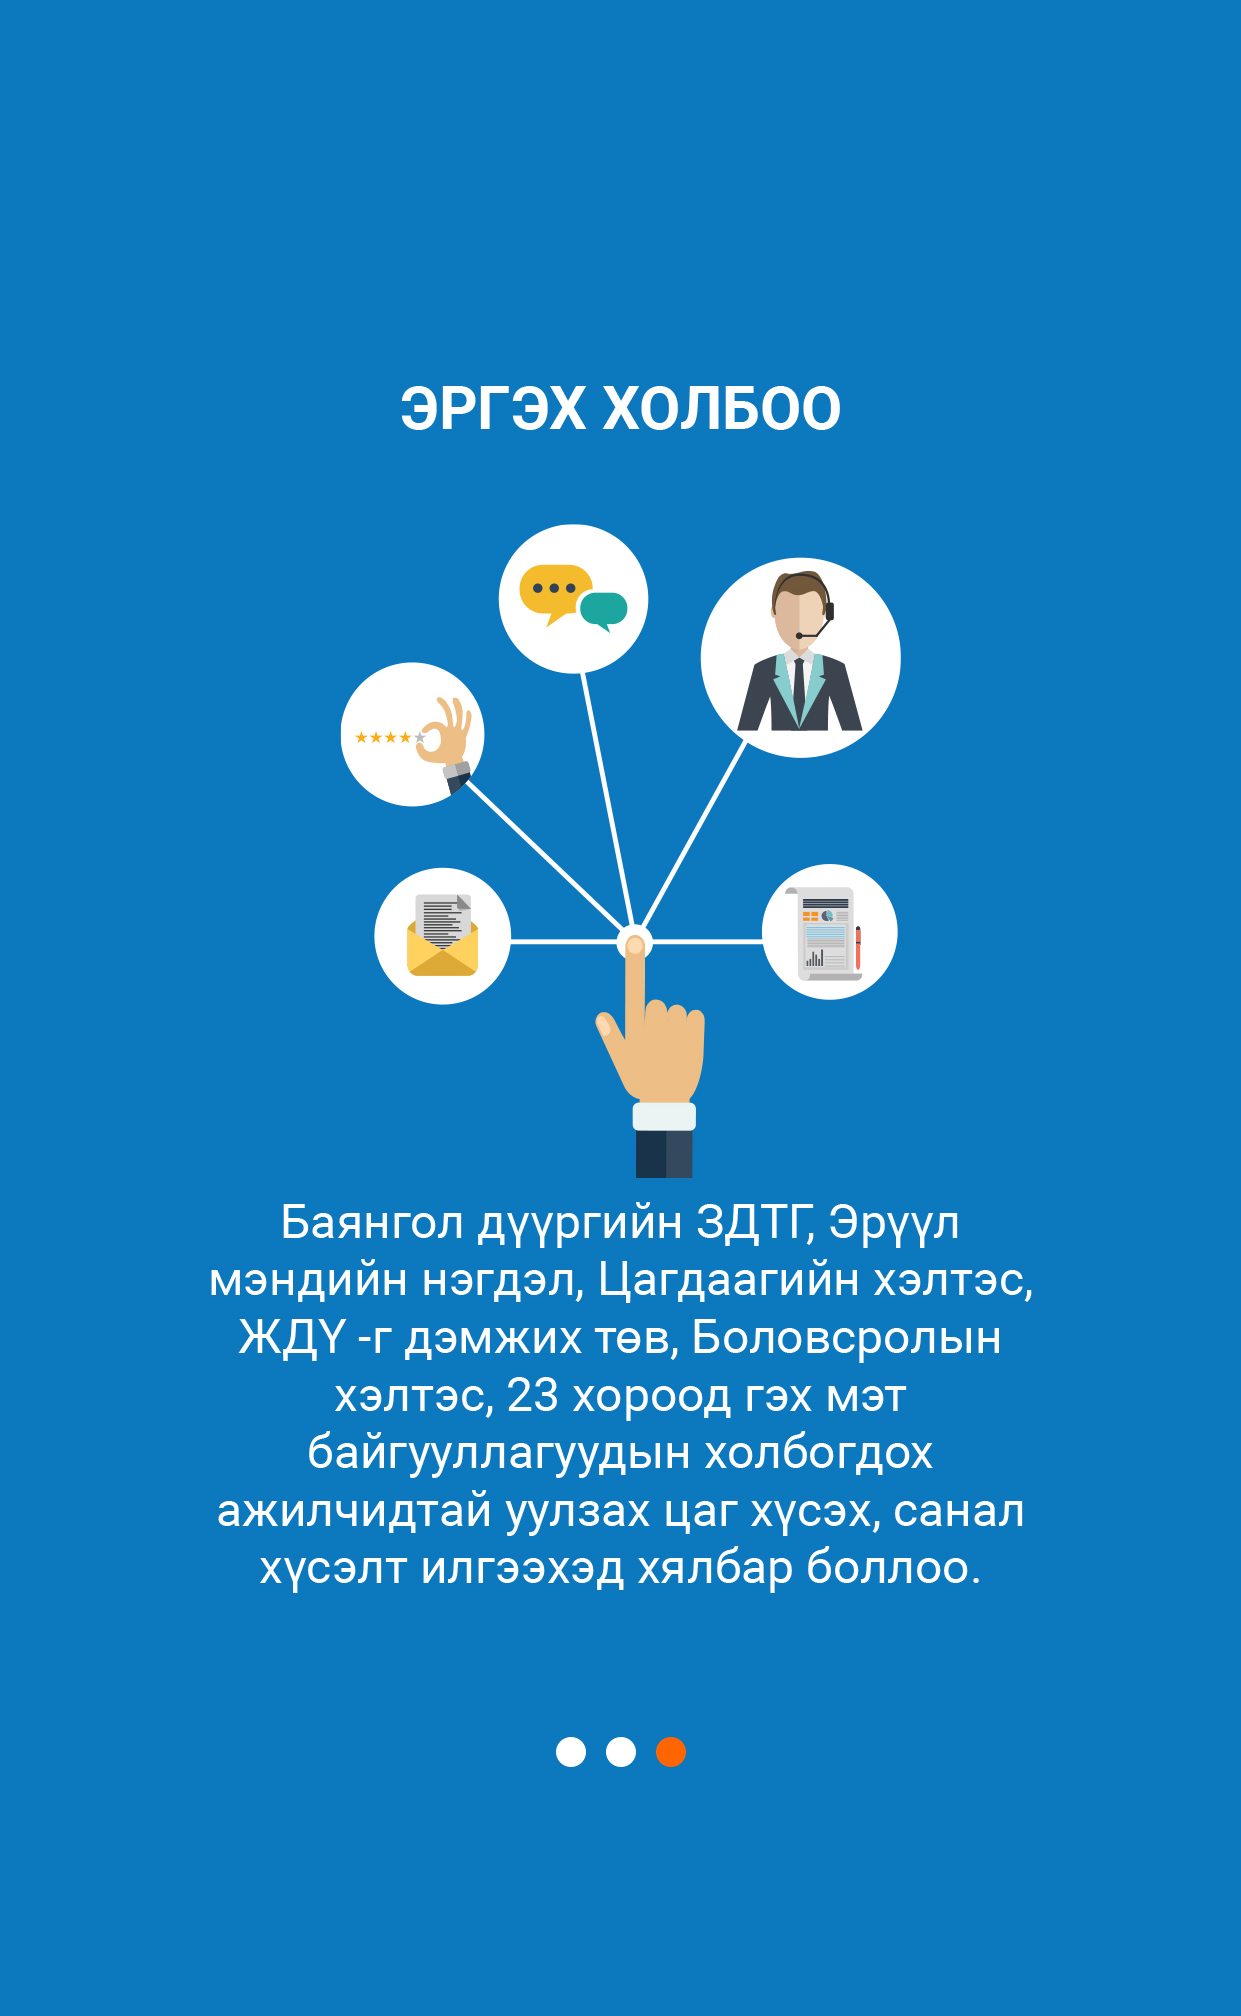 ЭРГЭХ ХОЛБОО
Баянгол дүүргийн ЗДТГ, Эрүүл
мэндийн нэгдэл, Цагдаагийн хэлтэс,
ЖДҮ -г дэмжих төв, Боловсролын
хэлтэс, 23 хороод гэх мэт
байгууллагуудын холбогдох
ажилчидтай уулзах цаг хүсэх, санал
хүсэлт илгээхэд хялбар боллоо.